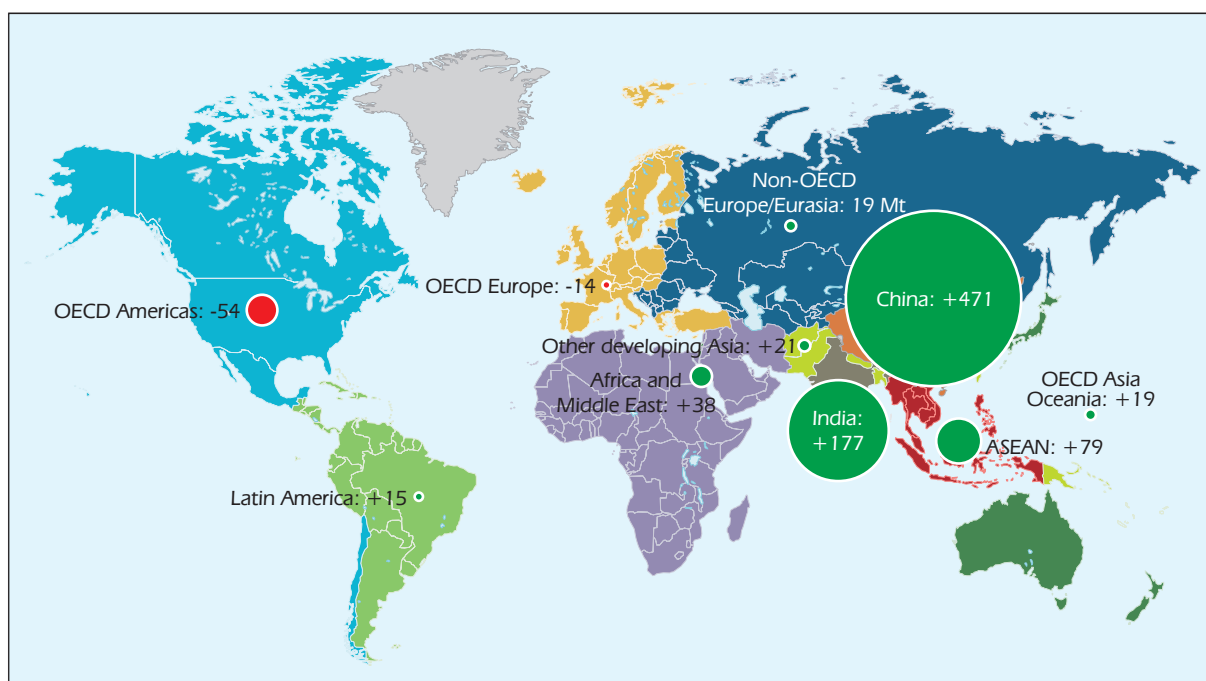 Non-OECD
Europe/Eurasia: 19 Mt
China: +471
OECD Europe: -14
OECD Americas: -54
Other developing Asia: +21
Africa and
Middle East: +38
OECD Asia
Oceania: +19
India:
+177
ASEAN: +79
Latin America: +15